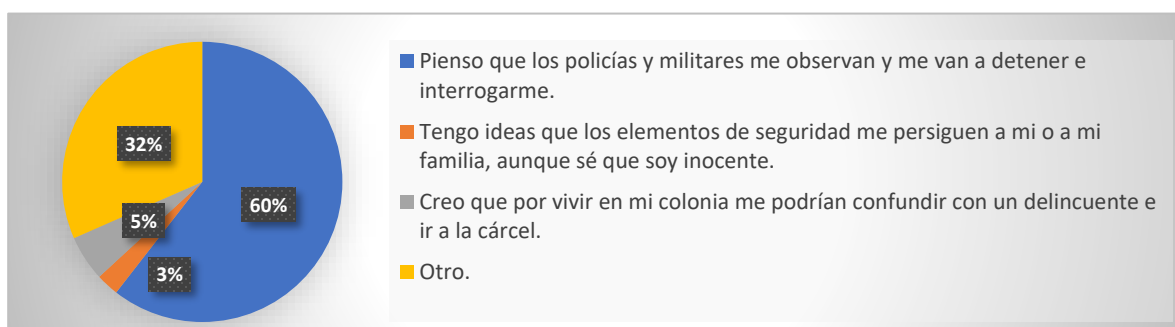 32%
5%
60%
3%
Pienso que los policías y militares me observan y me van a detener e
interrogarme.
Tengo ideas que los elementos de seguridad me persiguen a mi o a mi
familia, aunque sé que soy inocente.
Creo que por vivir en mi colonia me podrían confundir con un delincuente e
ir a la cárcel.
Otro.